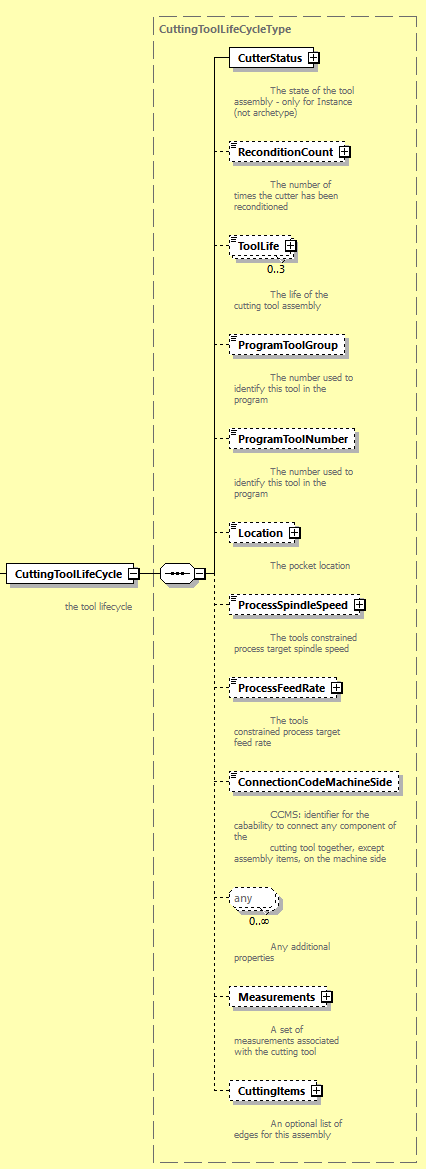 CuttingToolLifeCycleType
CutterStatus
The state of the tool
assembly - only for Instance
(not archetype)
ReconditionCount
The number of
times the cutter has been
reconditioned
ToolLife
0..3
The life of the
cutting tool assembly
ProgramToolGroup
The number used to
identify this tool in the
program
ProgramToolNumber
The number used to
identify this tool in the
program
Location
The pocket location
CuttingToolLifeCycle
the tool lifecycle
ProcessSpindleSpeed
The tools constrained
process target spindle speed
ProcessFeedRate
The tools
constrained process target
feed rate
ConnectionCodeMachineSide
CCMS: identifier for the
cabability to connect any component of
the
cutting tool together, except
assembly items, on the machine side
any
0..∞
Any additional
properties
Measurements
A set of
measurements associated
with the cutting tool
CuttingItems
An optional list of
edges for this assembly